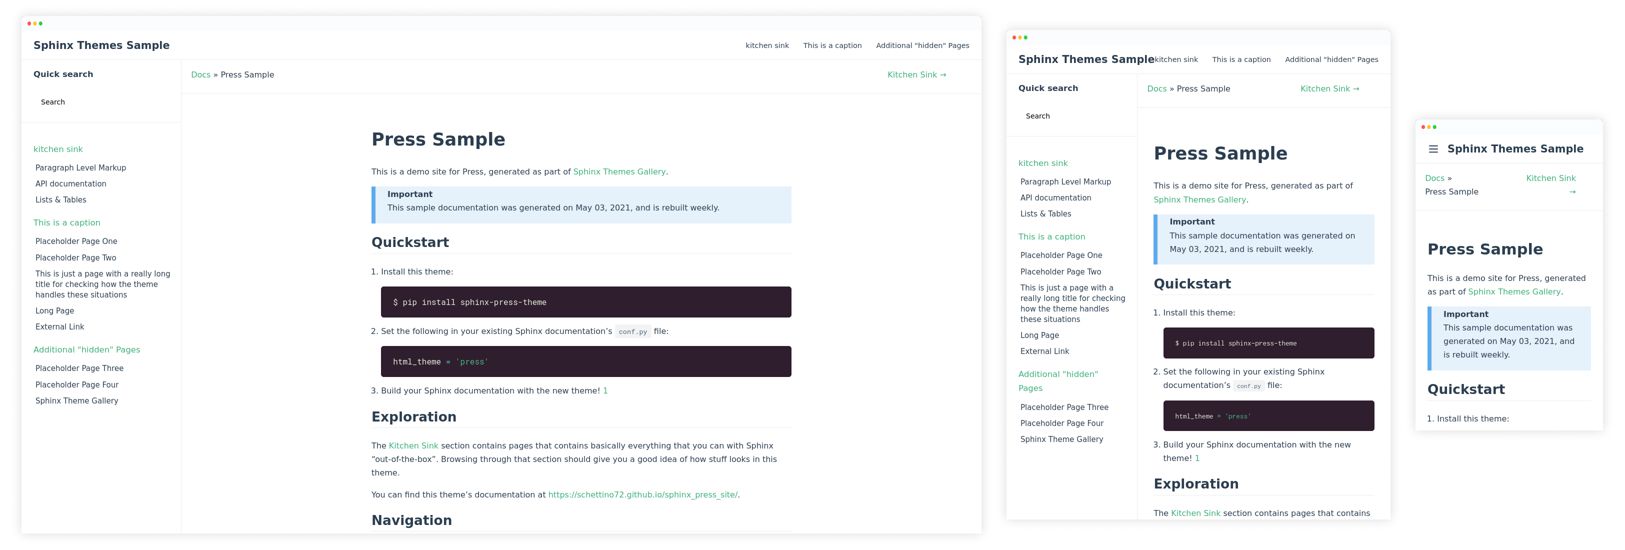 Sphinx Themes Sample
kitchen sink This is a caption Additional "hidden" Pages
Quick search
Search
kitchen sink
Paragraph Level Markup
API documentation
Lists & Tables
This is a caption
Placeholder Page One
Placeholder Page Two
This is just a page with a really long
title for checking how the theme
handles these situations
Long Page
External Link
Additional "hidden" Pages
Placeholder Page Three
Placeholder Page Four
Sphinx Theme Gallery
Docs » Press Sample
Kitchen Sink →
Press Sample
This is a demo site for Press, generated as part of Sphinx Themes Gallery.
Important
This sample documentation was generated on May 03, 2021, and is rebuilt weekly.
Quickstart
1. Install this theme:
$ pip install sphinx-press-theme
2. Set the following in your existing Sphinx documentation’s conf.py file:
html_theme = 'press'
3. Build your Sphinx documentation with the new theme! 1
Exploration
The Kitchen Sink section contains pages that contains basically everything that you can with Sphinx
“out-of-the-box”. Browsing through that section should give you a good idea of how stuff looks in this
theme.
You can find this theme’s documentation at https://schettino72.github.io/sphinx_press_site/.
Navigation
Sphinx Themes Sample
kitchen sink This is a caption Additional "hidden" Pages
Quick search
Search
kitchen sink
Paragraph Level Markup
API documentation
Lists & Tables
This is a caption
Placeholder Page One
Placeholder Page Two
This is just a page with a
really long title for checking
how the theme handles
these situations
Long Page
External Link
Additional "hidden"
Pages
Placeholder Page Three
Placeholder Page Four
Sphinx Theme Gallery
Docs » Press Sample
Kitchen Sink →
Press Sample
This is a demo site for Press, generated as part of
Sphinx Themes Gallery.
Important
This sample documentation was generated on
May 03, 2021, and is rebuilt weekly.
Quickstart
1. Install this theme:
$ pip install sphinx-press-theme
2. Set the following in your existing Sphinx
documentation’s conf.py file:
html_theme = 'press'
3. Build your Sphinx documentation with the new
theme! 1
Exploration
The Kitchen Sink section contains pages that contains
Sphinx Themes Sample
Docs »
Press Sample
Kitchen Sink
→
Press Sample
This is a demo site for Press, generated
as part of Sphinx Themes Gallery.
Important
This sample documentation was
generated on May 03, 2021, and
is rebuilt weekly.
Quickstart
1. Install this theme: